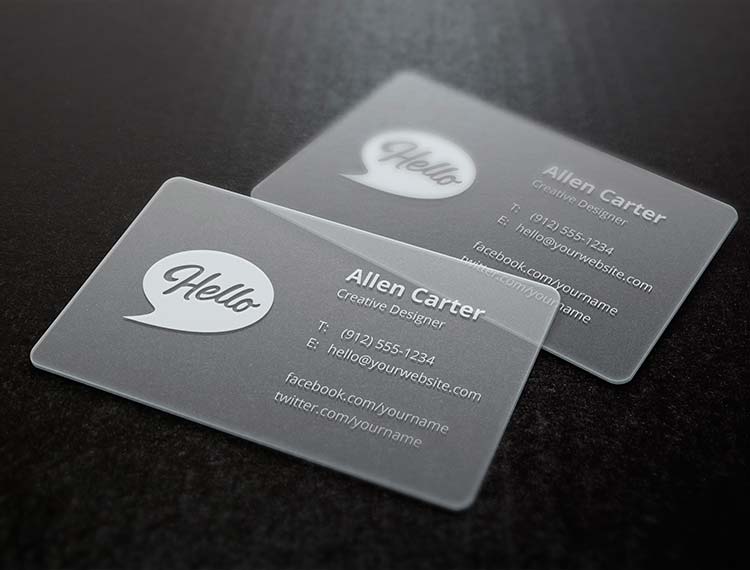 Hello
Allen Carter
Creative Designer
T: (912) 555-1234
E: hello@yourwebsite.com
facebook.com/yourname
twitter.com/yourname
Hello
Allen Carter
Creative Designer
T: (912) 555-1234
E: hello@yourwebsite.com
facebook.com/yourname
twitter.com/yourname